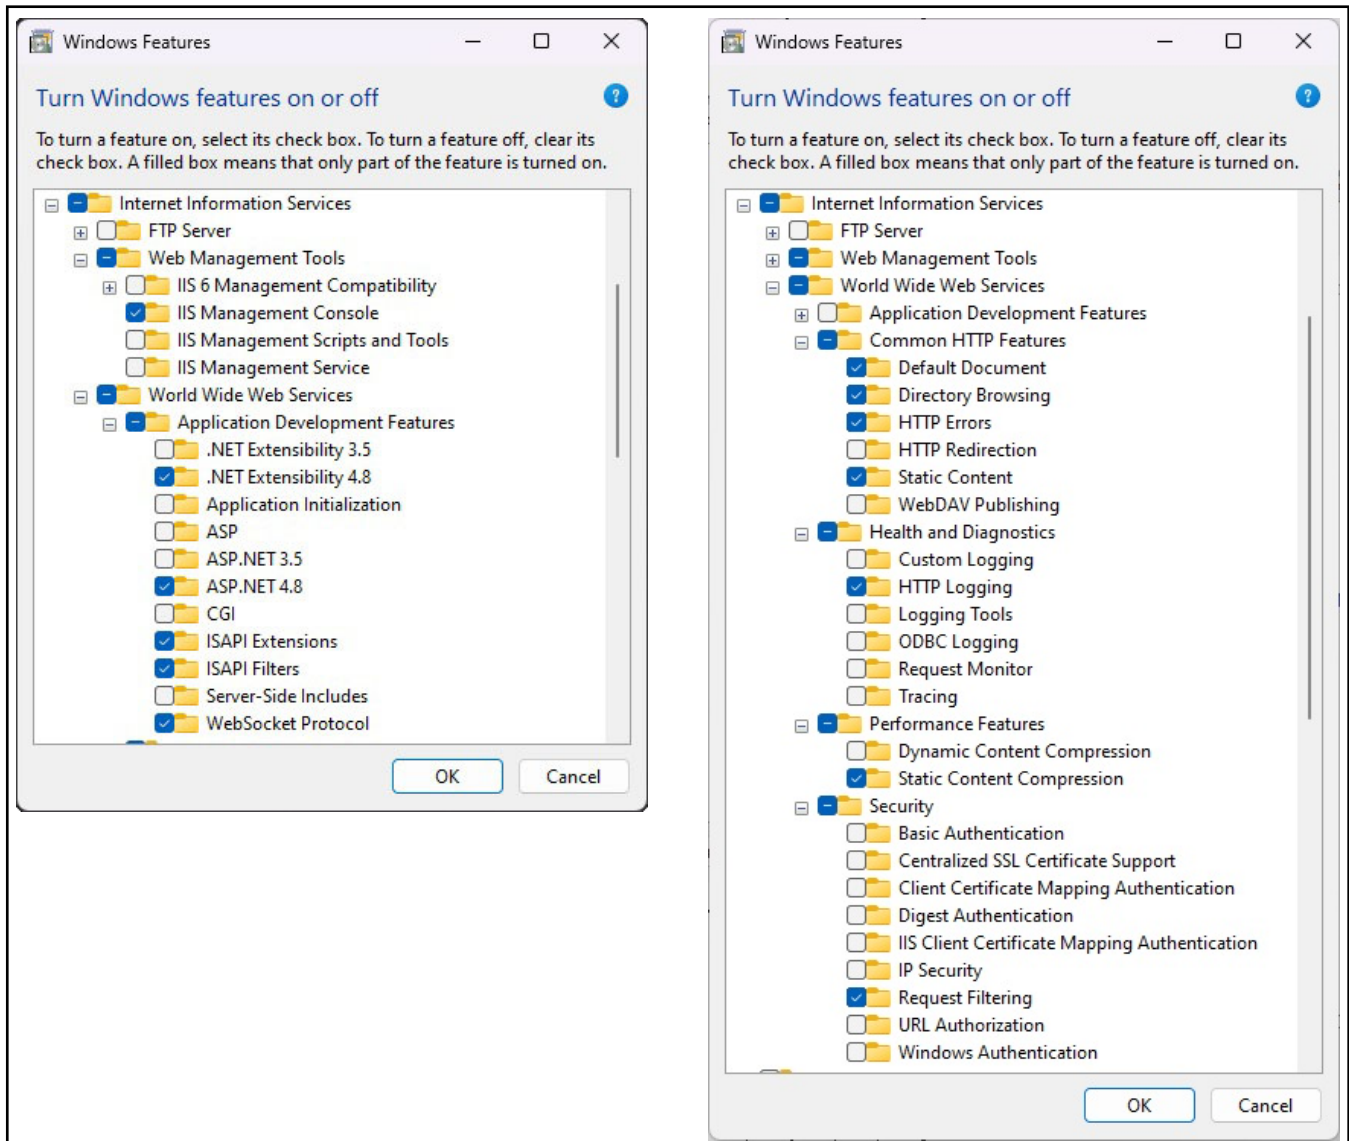 Windows Features
Turn Windows features on or off
To turn a feature on, select its check box. To turn a feature off, clear its
check box. A filled box means that only part of the feature is turned on.
Internet Information Services
FTP Server
Web Management Tools
IIS 6 Management Compatibility
IIS Management Console
IIS Management Scripts and Tools
IIS Management Service
World Wide Web Services
Application Development Features
.NET Extensibility 3.5
.NET Extensibility 4.8
Application Initialization
ASP
ASP.NET 3.5
ASP.NET 4.8
CGI
ISAPI Extensions
ISAPI Filters
Server-Side Includes
WebSocket Protocol
OK
Cancel
Windows Features
Turn Windows features on or off
To turn a feature on, select its check box. To turn a feature off, clear its
check box. A filled box means that only part of the feature is turned on.
Internet Information Services
FTP Server
Web Management Tools
World Wide Web Services
Application Development Features
Common HTTP Features
Default Document
Directory Browsing
HTTP Errors
HTTP Redirection
Static Content
WebDAV Publishing
Health and Diagnostics
Custom Logging
HTTP Logging
Logging Tools
ODBC Logging
Request Monitor
Tracing
Performance Features
Dynamic Content Compression
Static Content Compression
Security
Basic Authentication
Centralized SSL Certificate Support
Client Certificate Mapping Authentication
Digest Authentication
IIS Client Certificate Mapping Authentication
IP Security
Request Filtering
URL Authorization
Windows Authentication
OK
Cancel